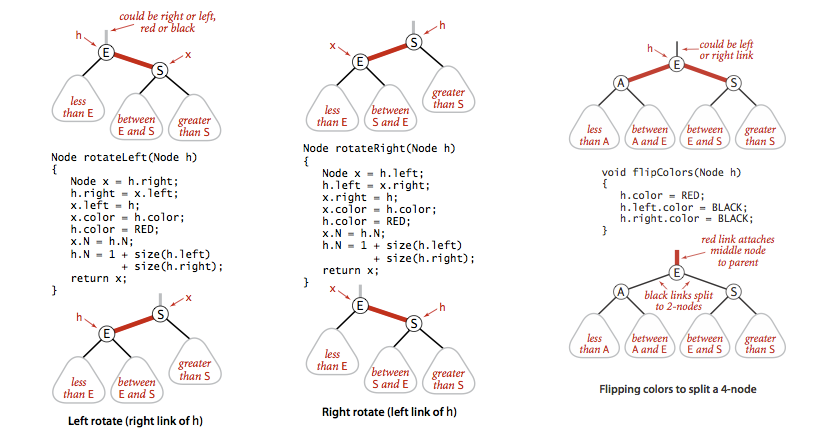 could be right or left,
red or black
h
E
x
S
less
than E
between
E and S
greater
than S
Node rotateLeft(Node h)
{
Node x = h.right;
h.right = x.left;
x.left = h;
x.color = h.color;
h.color = RED;
x.N = h.N;
h.N = 1 + size(h.left)
+ size(h.right);
return x;
}
x
h
S
E
less
than E
between
E and S
greater
than S
Left rotate (right link of h)
h
x
S
E
less
than E
between
S and E
greater
than S
Node rotateRight(Node h)
{
Node x = h.left;
h.left = x.right;
x.right = h;
x.color = h.color;
h.color = RED;
x.N = h.N;
h.N = 1 + size(h.left)
+ size(h.right);
return x;
}
x
E
h
S
less
than E
between
S and E
greater
than S
Right rotate (left link of h)
h
could be left
or right link
E
A
S
less
than A
between
A and E
between
E and S
greater
than S
void flipColors(Node h)
{
h.color = RED;
h.left.color = BLACK;
h.right.color = BLACK;
}
red link attaches
middle node
to parent
E
A
S
black links split
to 2-nodes
less
than A
between
A and E
between
E and S
greater
than S
Flipping colors to split a 4-node